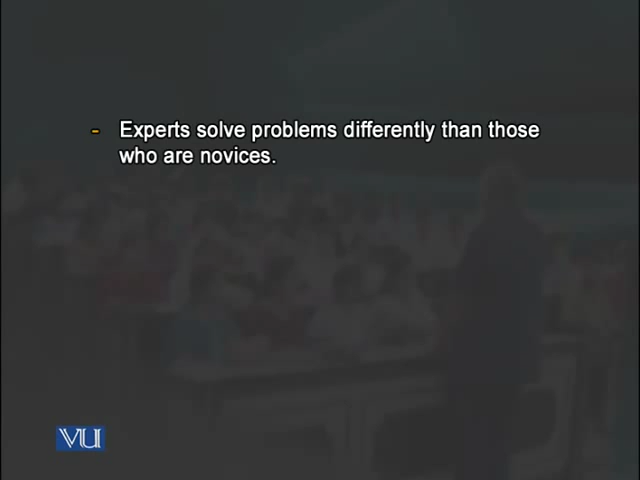 - Experts solve problems differently than those
who are novices.
VU